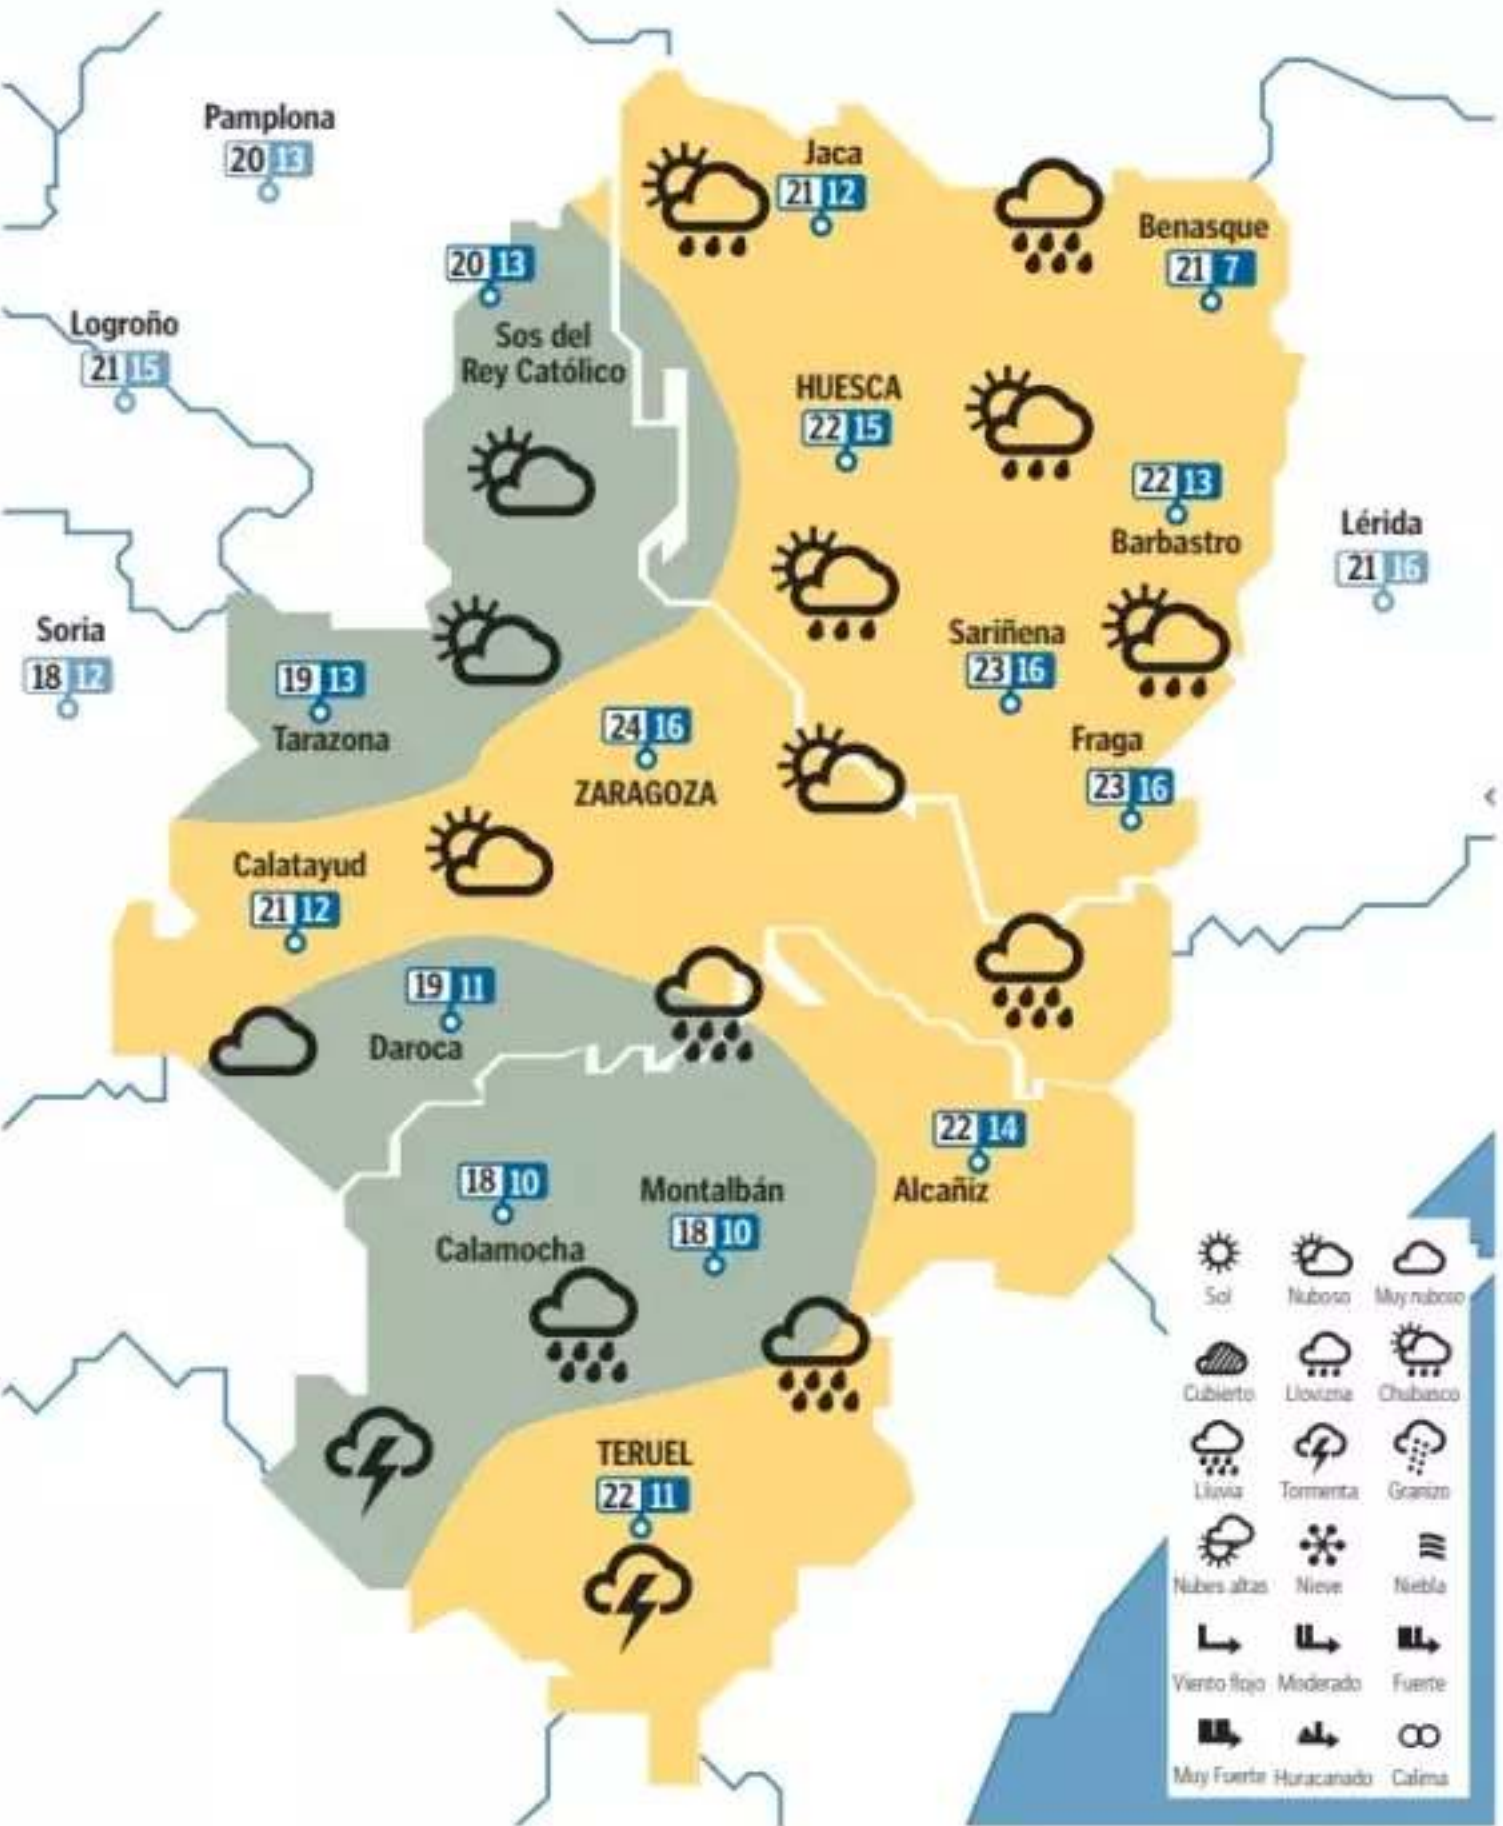 Pamplona
20 13
Jaca
21 12
Benasque
21 7
20 13
Sos del
Rey Católico
Logroño
21 15
HUESCA
22 15
22 13
Barbastro
Lérida
21 16
Soria
18 12
19 13
Tarazona
Sariñena
23 16
24 16
ZARAGOZA
Fraga
23 16
Calatayud
21 12
19 11
Daroca
22 14
Alcañiz
18 10
Calamocha
Montalbán
18 10
TERUEL
22 11
Sol Nuboso Muy nuboso
Cubierto Llovizna Chubasco
Lluvia Tormenta Granizo
Nubes altas Nieve Niebla
Viento flojo Moderado Fuerte
Muy Fuerte Huracanado Calima